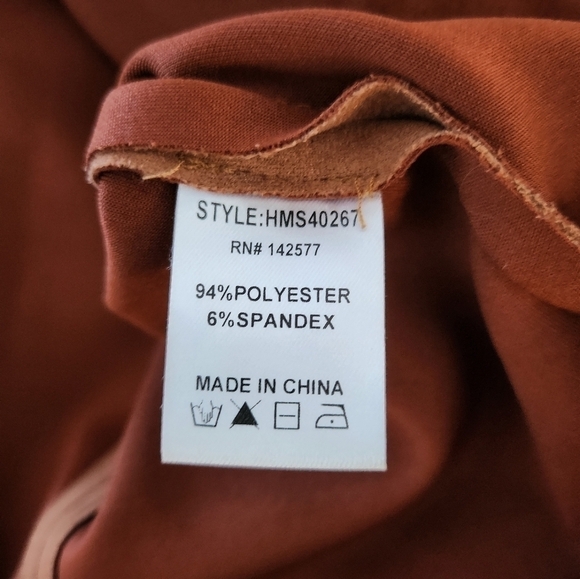 STYLE:HMS40267
RN# 142577
94%POLYESTER
6%SPANDEX
MADE IN CHINA